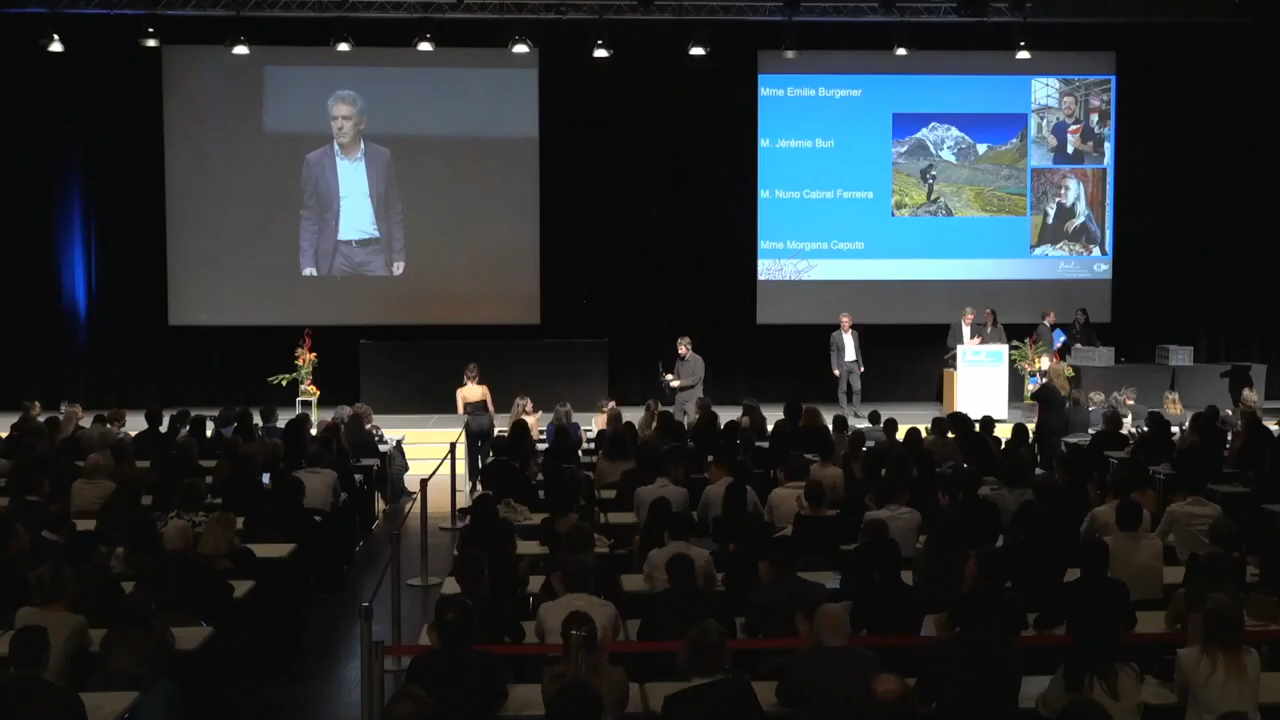 Mme Emilie Burgener
M. Jérémie Buri
M. Nuno Cabral Ferreira
Mme Morgana Caputo